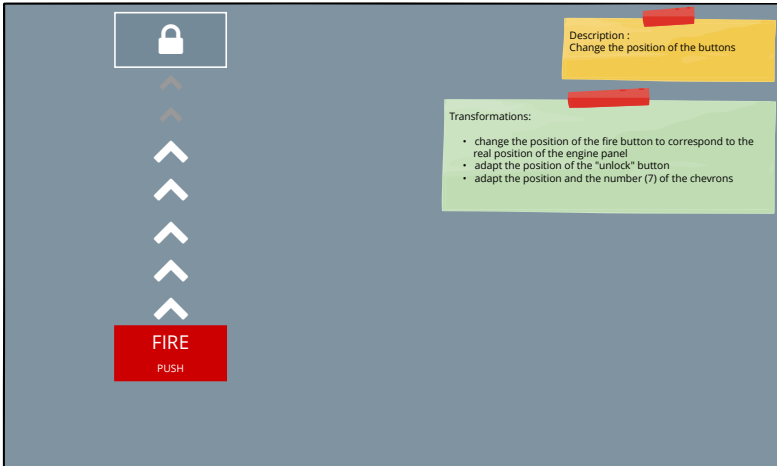 Description :
Change the position of the buttons
Transformations:
• change the position of the fire button to correspond to the
real position of the engine panel
• adapt the position of the "unlock" button
• adapt the position and the number (7) of the chevrons
FIRE
PUSH